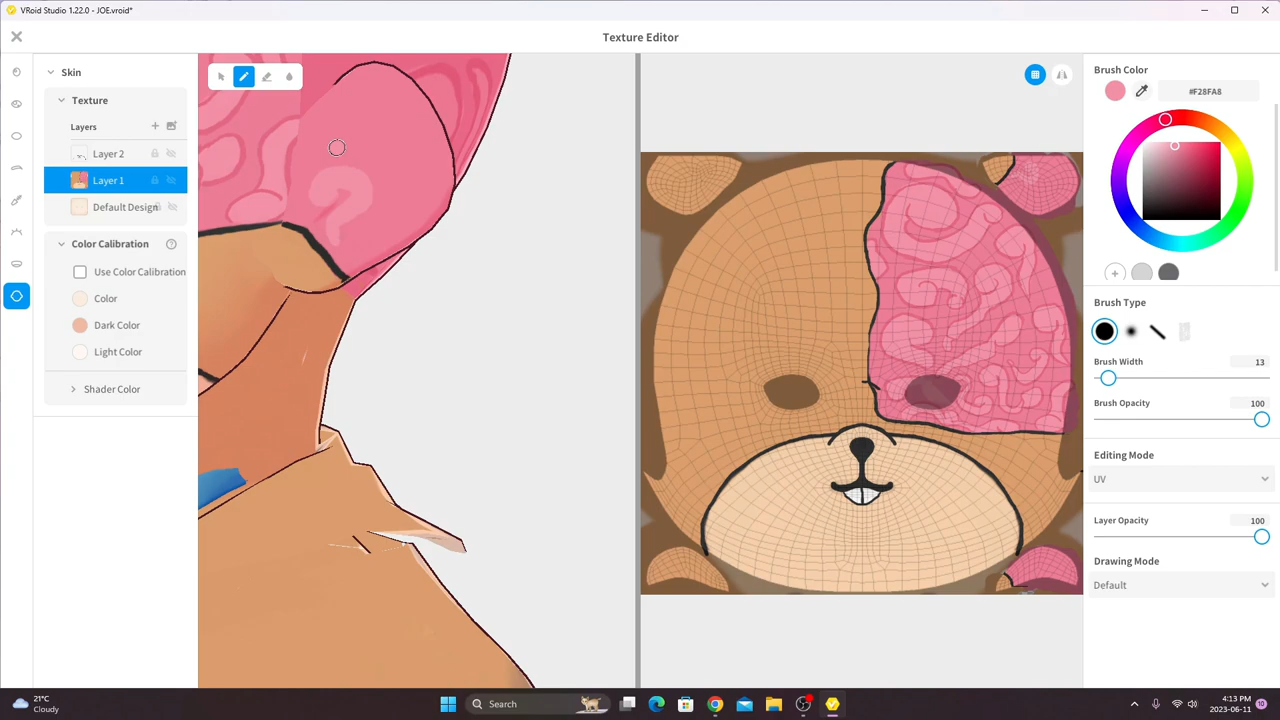 VRoid Studio 1.22.0 - JOE.vroid*
Texture Editor
Skin
Texture
Layers
Layer 2
Layer 1
Default Design
Color Calibration
Use Color Calibration
Color
Dark Color
Light Color
Shader Color
Brush Color
#F28FA8
Brush Type
Brush Width 13
Brush Opacity 100
Editing Mode
UV
Layer Opacity 100
Drawing Mode
Default
21°C
Cloudy
Search
4:13 PM
2023-06-11